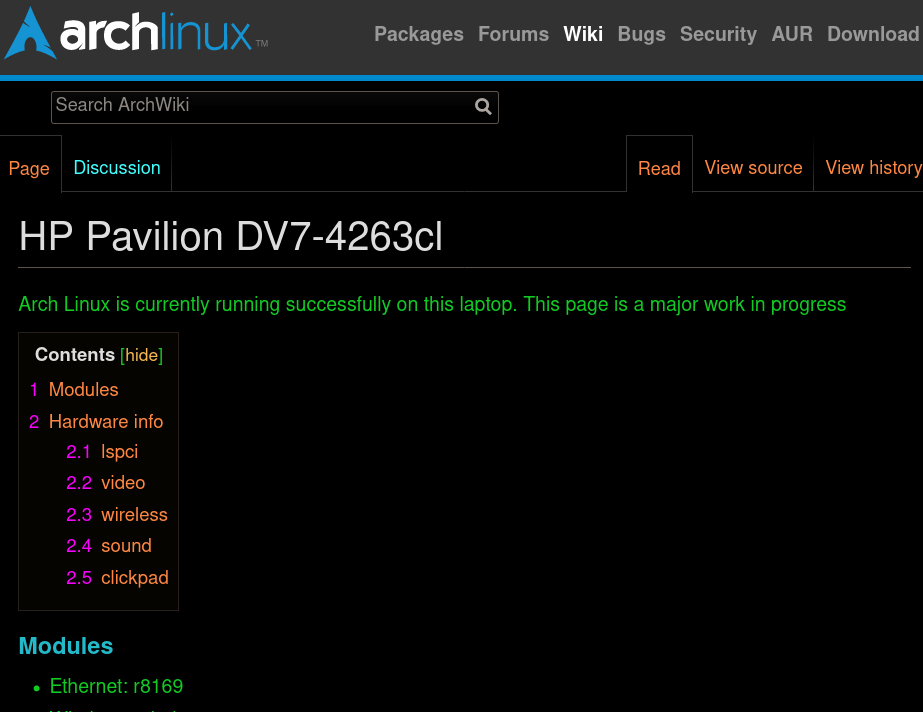 archlinux™
Packages Forums Wiki Bugs Security AUR Download
Search ArchWiki
Page Discussion Read View source View history
HP Pavilion DV7-4263cl
Arch Linux is currently running successfully on this laptop. This page is a major work in progress
Contents [hide]
1 Modules
2 Hardware info
2.1 lspci
2.2 video
2.3 wireless
2.4 sound
2.5 clickpad
Modules
• Ethernet: r8169